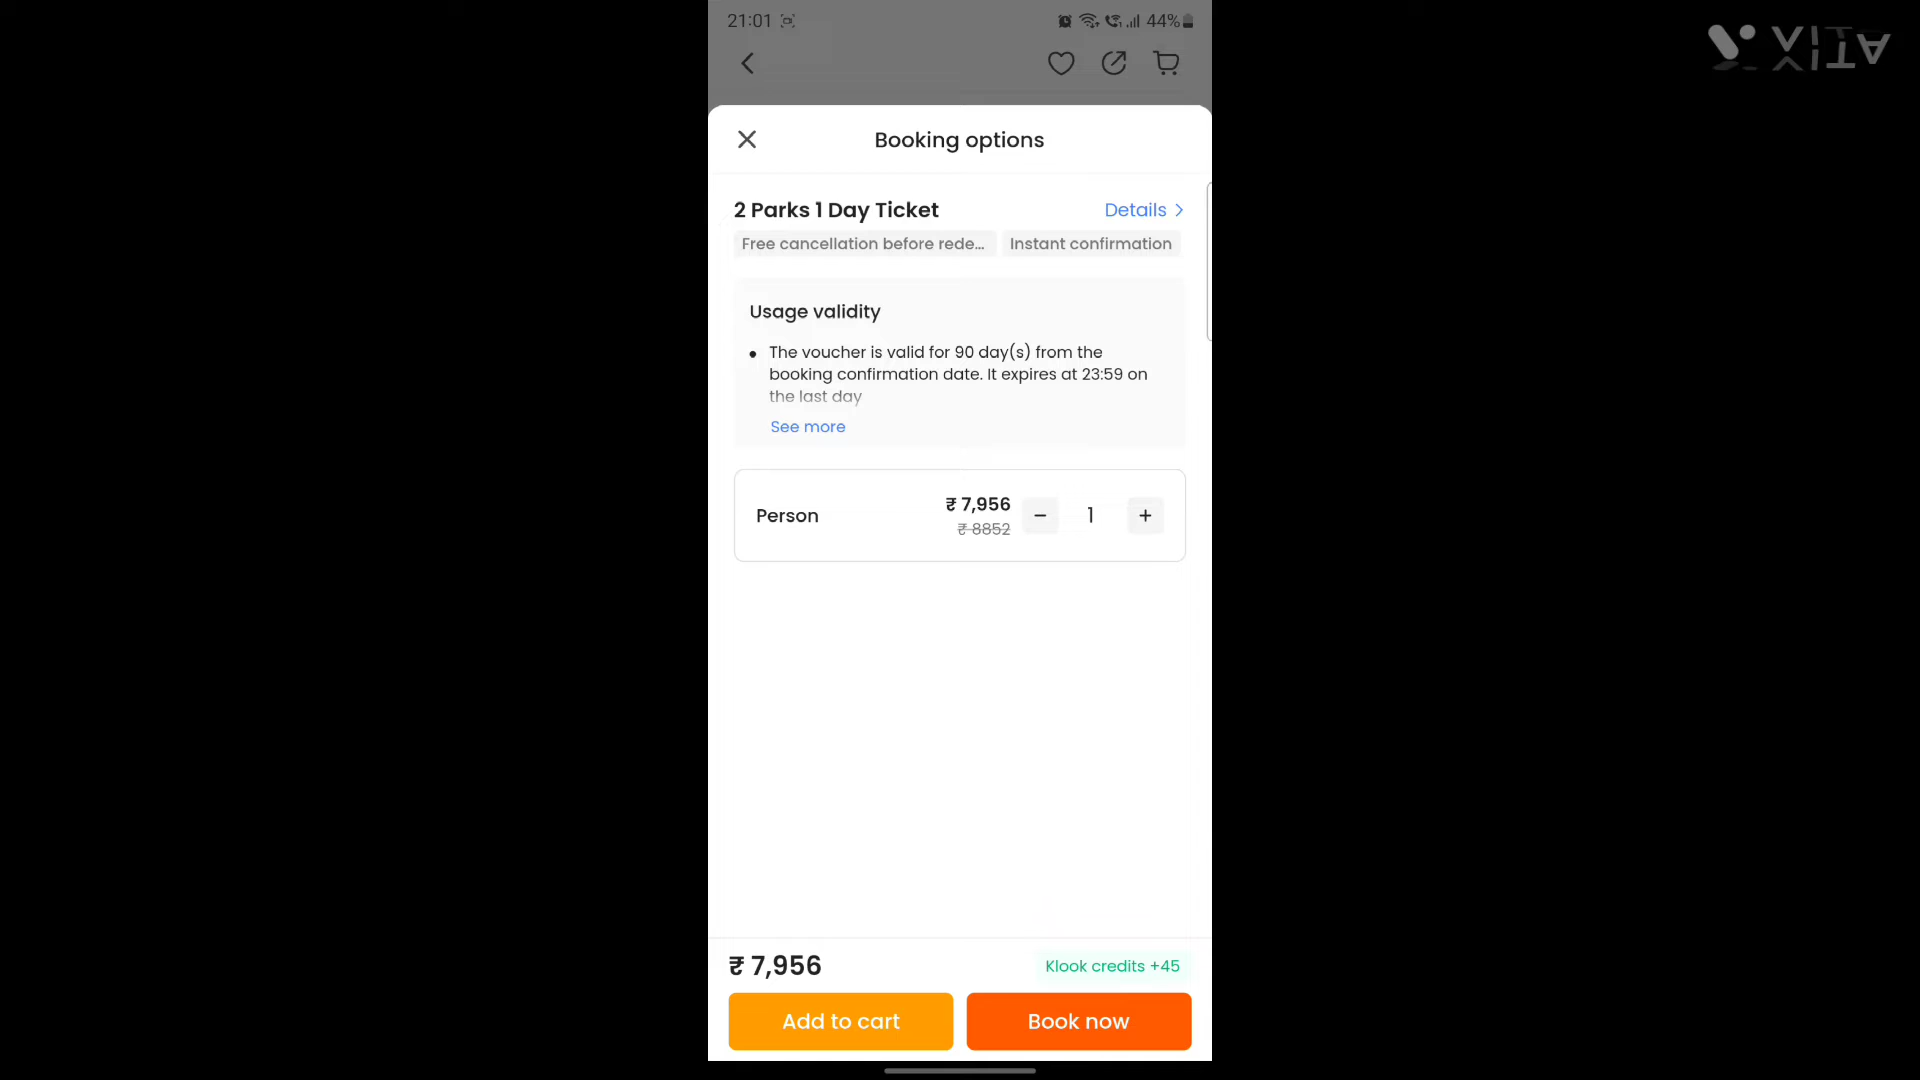 21:01 44%
VITA
Booking options
2 Parks 1 Day Ticket Details
Free cancellation before rede... Instant confirmation
Usage validity
• The voucher is valid for 90 day(s) from the
booking confirmation date. It expires at 23:59 on
the last day
See more
₹ 7,956
Person − 1 +
₹ 8852
₹ 7,956 Klook credits +45
Add to cart Book now